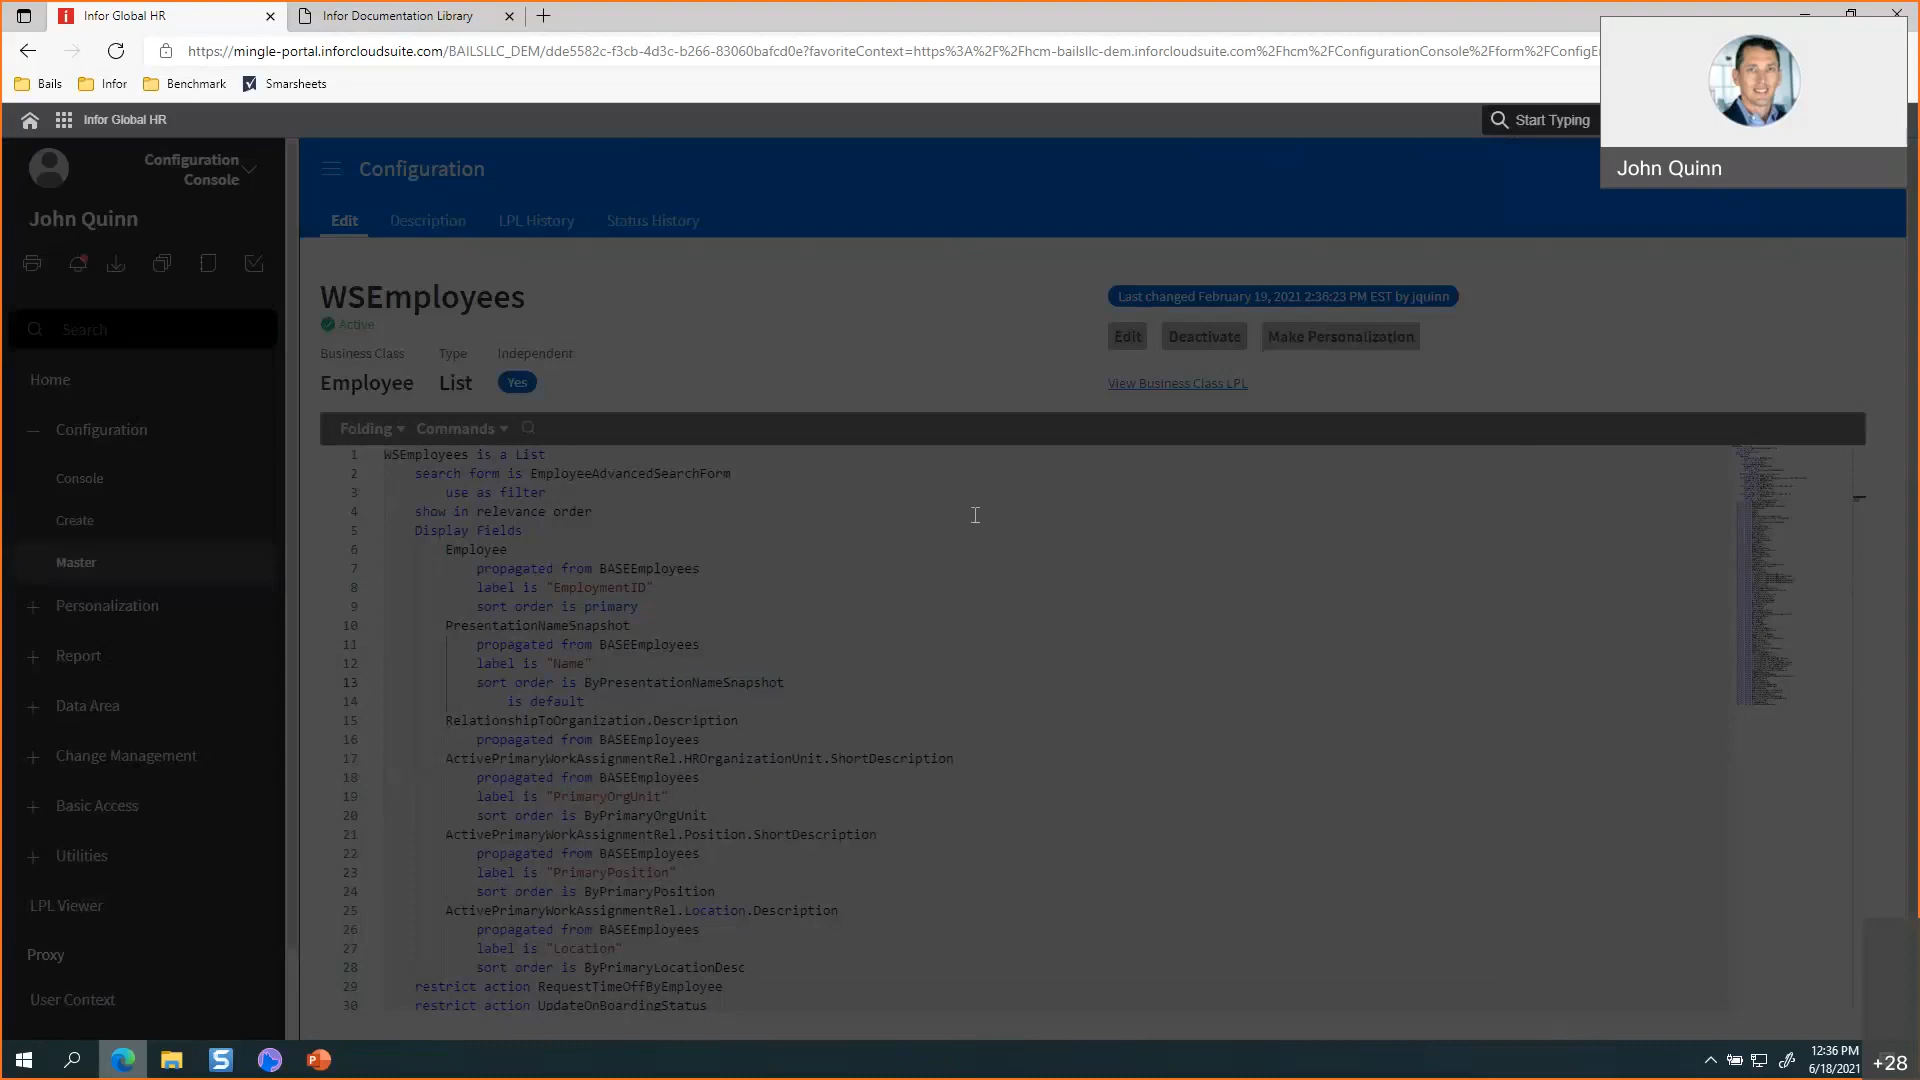 Infor Global HR
Infor Documentation Library
https://mingle-portal.inforcloudsuite.com/BAILSLLC_DEM/dde5582c-f3cb-4d3c-b266-83060bafcd0e?favoriteContext=https%3A%2F%2Fhcm-bailsllc-dem.inforcloudsuite.com%2Fhcm%2FConfigurationConsole%2Fform%2FConfigE
Bails
Infor
Benchmark
Smarsheets
Infor Global HR
Start Typing
John Quinn
Configuration
Console
John Quinn
Search
Home
Configuration
Console
Create
Master
Personalization
Report
Data Area
Change Management
Basic Access
Utilities
LPL Viewer
Proxy
User Context
Configuration
Edit Description LPL History Status History
WSEmployees
Active
Last changed February 19, 2021 2:36:23 PM EST by jquinn
Edit Deactivate Make Personalization
Business Class Type Independent
Employee List Yes
View Business Class LPL
Folding Commands
1 WSEmployees is a List
2 search form is EmployeeAdvancedSearchForm
3 use as filter
4 show in relevance order
5 Display Fields
6 Employee
7 propagated from BASEEmployees
8 label is "EmploymentID"
9 sort order is primary
10 PresentationNameSnapshot
11 propagated from BASEEmployees
12 label is "Name"
13 sort order is ByPresentationNameSnapshot
14 is default
15 RelationshipToOrganization.Description
16 propagated from BASEEmployees
17 ActivePrimaryWorkAssignmentRel.HROrganizationUnit.ShortDescription
18 propagated from BASEEmployees
19 label is "PrimaryOrgUnit"
20 sort order is ByPrimaryOrgUnit
21 ActivePrimaryWorkAssignmentRel.Position.ShortDescription
22 propagated from BASEEmployees
23 label is "PrimaryPosition"
24 sort order is ByPrimaryPosition
25 ActivePrimaryWorkAssignmentRel.Location.Description
26 propagated from BASEEmployees
27 label is "Location"
28 sort order is ByPrimaryLocationDesc
29 restrict action RequestTimeOffByEmployee
30 restrict action UpdateOnBoardingStatus
12:36 PM
6/18/2021
+28